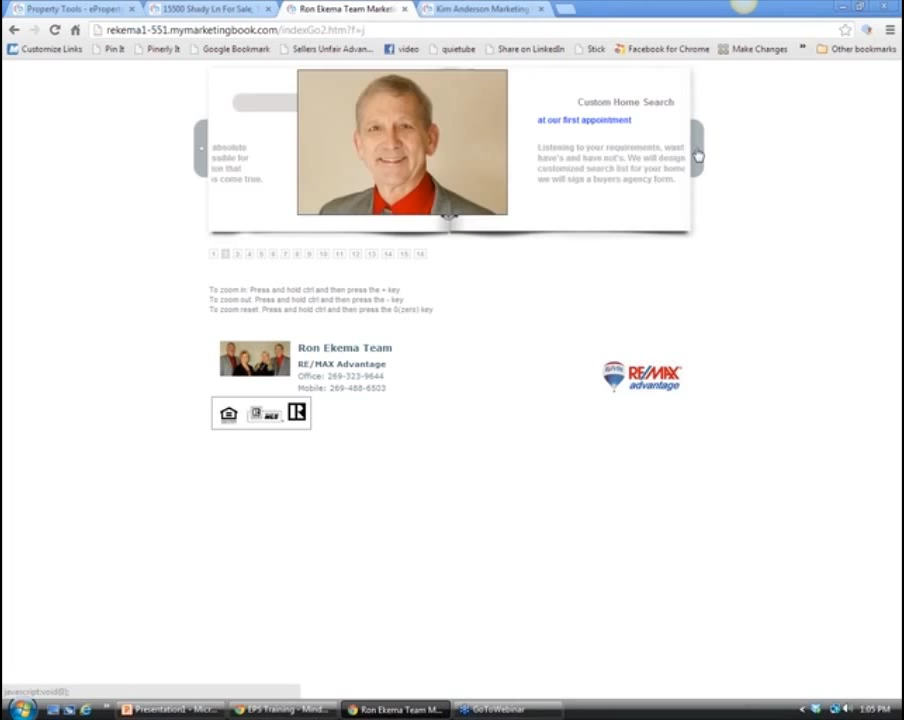 Property Tools - ePropert
15500 Shady Ln For Sale,
Ron Ekema Team Marketi
Kim Anderson Marketing
rekema1-551.mymarketingbook.com/indexGo2.htm?f=j
Customize Links
Pin It
Pinerly It
Google Bookmark
Sellers Unfair Advan...
video
quietube
Share on LinkedIn
Stick
Facebook for Chrome
Make Changes
Other bookmarks
Custom Home Search
at our first appointment
absolute
ssible for
ion that
s come true.
Listening to your requirements, want
have's and have not's. We will design
customized search list for your home
we will sign a buyers agency form.
1 2 3 4 5 6 7 8 9 10 11 12 13 14 15 16
To zoom in: Press and hold ctrl and then press the + key
To zoom out: Press and hold ctrl and then press the - key
To zoom reset: Press and hold ctrl and then press the 0(zero) key
Ron Ekema Team
RE/MAX Advantage
Office: 269-323-9644
Mobile: 269-488-6503
RE/MAX
advantage
javascript:void(0);
Presentation1 - Micr...
EPS Training - Mind...
Ron Ekema Team M...
GoToWebinar
1:05 PM